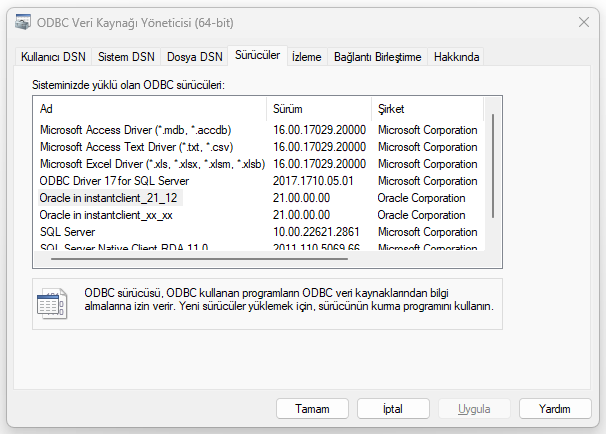 ODBC Veri Kaynağı Yöneticisi (64-bit)
Kullanıcı DSN Sistem DSN Dosya DSN Sürücüler İzleme Bağlantı Birleştirme Hakkında
Sisteminizde yüklü olan ODBC sürücüleri:
Ad Sürüm Şirket
Microsoft Access Driver (*.mdb, *.accdb) 16.00.17029.20000 Microsoft Corporation
Microsoft Access Text Driver (*.txt, *.csv) 16.00.17029.20000 Microsoft Corporation
Microsoft Excel Driver (*.xls, *.xlsx, *.xlsm, *.xlsb) 16.00.17029.20000 Microsoft Corporation
ODBC Driver 17 for SQL Server 2017.1710.05.01 Microsoft Corporation
Oracle in instantclient_21_12 21.00.00.00 Oracle Corporation
Oracle in instantclient_xx_xx 21.00.00.00 Oracle Corporation
SQL Server 10.00.22621.2861 Microsoft Corporation
SQL Server Native Client RDA 11.0 2011.110.5069.66 Microsoft Corporation
ODBC sürücüsü, ODBC kullanan programların ODBC veri kaynaklarından bilgi
almalarına izin verir. Yeni sürücüler yüklemek için, sürücünün kurma programını kullanın.
Tamam İptal Uygula Yardım